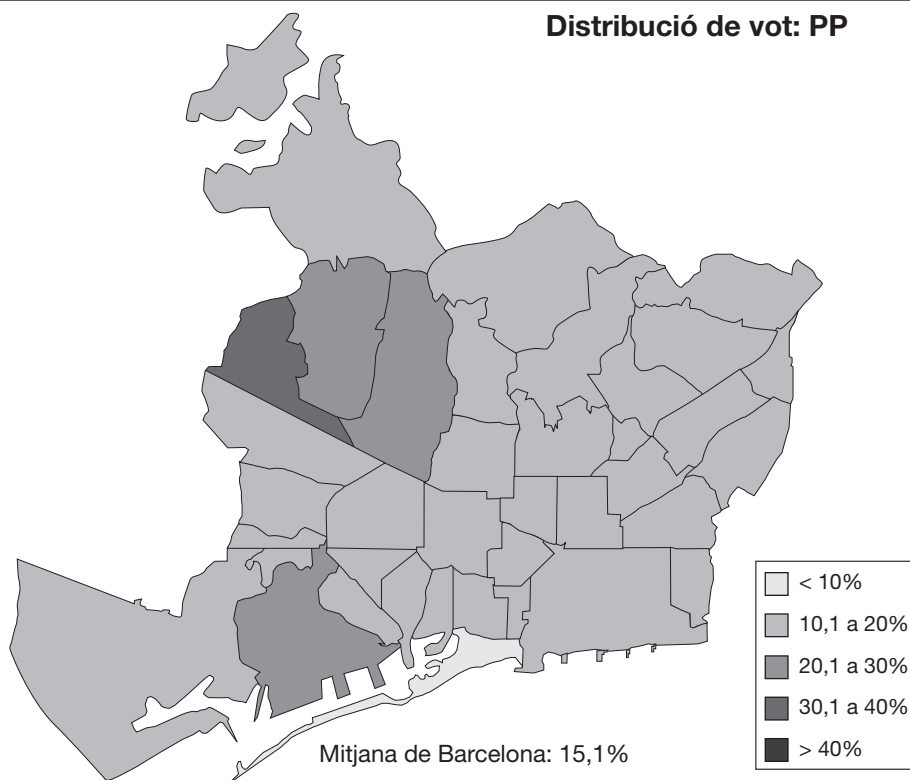 Distribució de vot: PP
< 10%
10,1 a 20%
20,1 a 30%
30,1 a 40%
> 40%
Mitjana de Barcelona: 15,1%